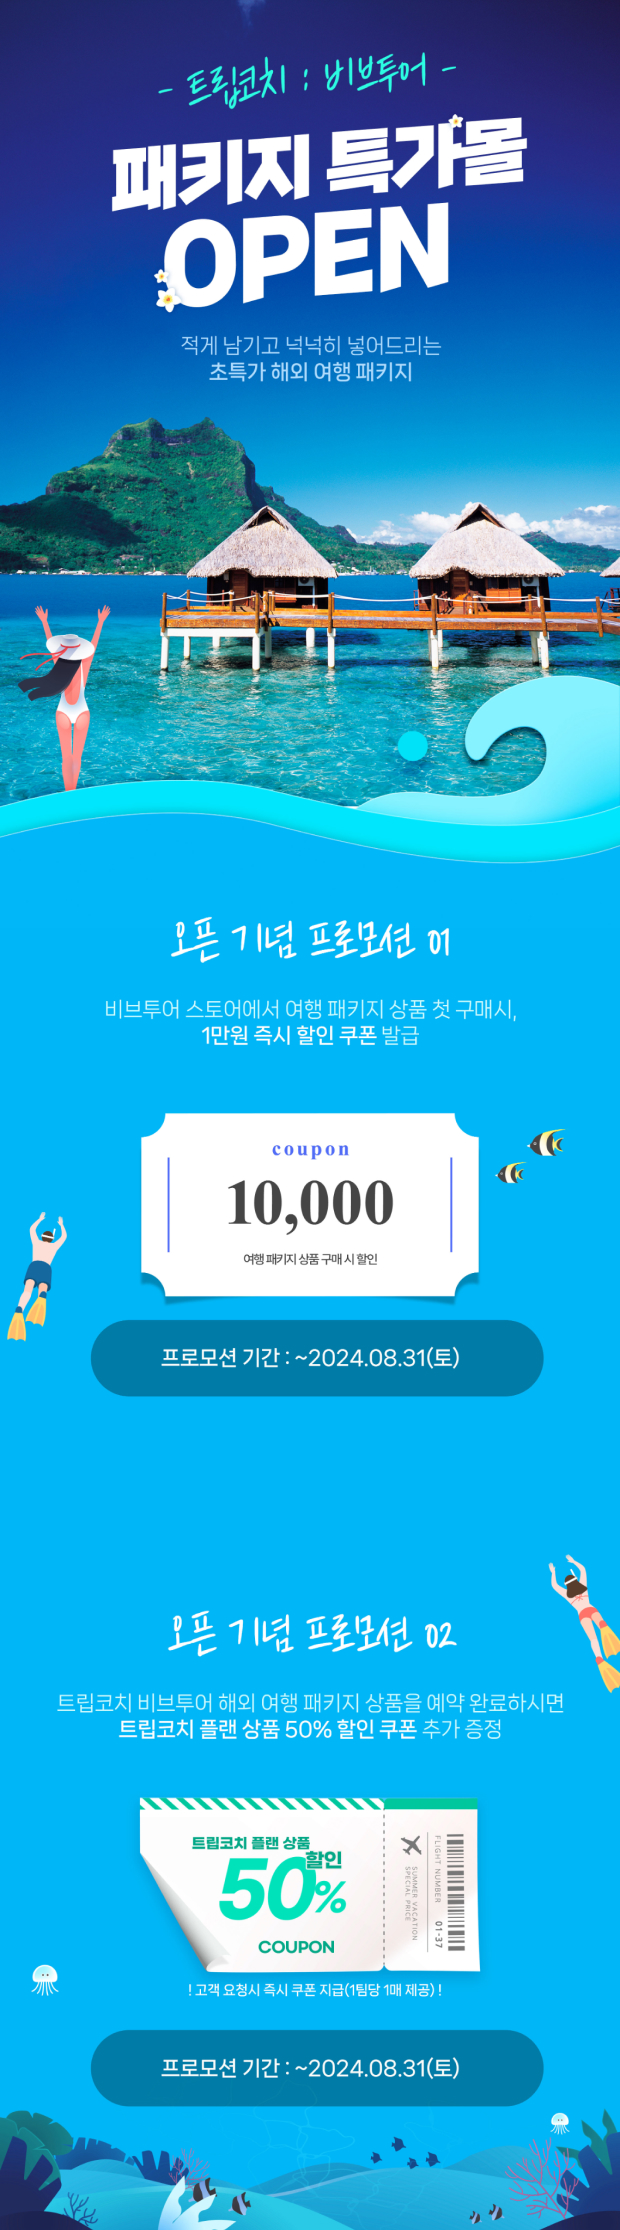 - 트립코치 : 비브투어 -
패키지 특가몰
OPEN
적게 남기고 넉넉히 넣어드리는
초특가 해외 여행 패키지
오픈 기념 프로모션 01
비브투어 스토어에서 여행 패키지 상품 첫 구매시,
1만원 즉시 할인 쿠폰 발급
coupon
10,000
여행 패키지 상품 구매 시 할인
프로모션 기간 : ~2024.08.31(토)
오픈 기념 프로모션 02
트립코치 비브투어 해외 여행 패키지 상품을 예약 완료하시면
트립코치 플랜 상품 50% 할인 쿠폰 추가 증정
트립코치 플랜 상품
50% 할인
COUPON
FLIGHT NUMBER 01-37
SUMMER VACATION
SPECIAL PRICE
! 고객 요청시 즉시 쿠폰 지급(1팀당 1매 제공) !
프로모션 기간 : ~2024.08.31(토)